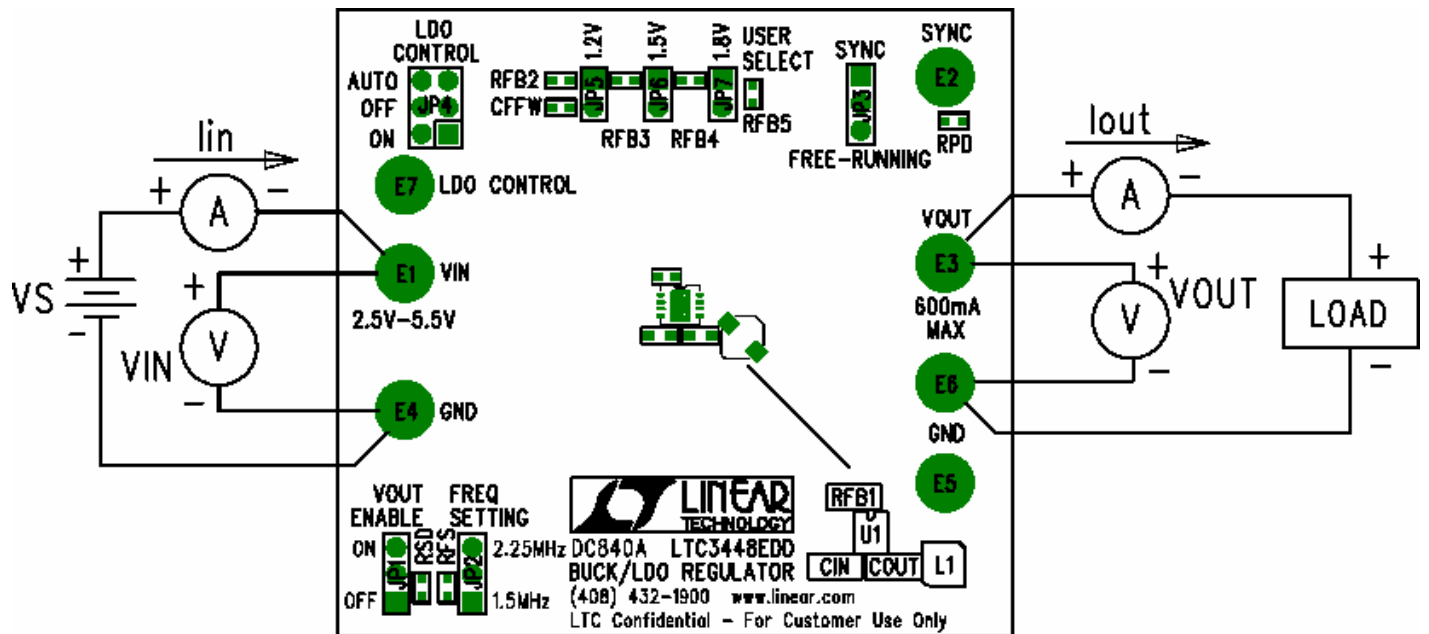 LDO
CONTROL
AUTO
OFF
ON
JP4
1.2V
1.5V
1.8V
USER
SELECT
RFB2
CFFW
JP5
JP6
JP7
RFB3
RFB4
RFB5
SYNC
JP3
FREE-RUNNING
SYNC
E2
RPD
Iin
+
A
-
E7 LDO CONTROL
E1 VIN
2.5V-5.5V
VS
+
-
+
V
VIN
-
E4 GND
Iout
+
A
-
VOUT
E3
600mA
MAX
+
V
VOUT
-
+
LOAD
-
E6
GND
E5
VOUT
ENABLE
ON
OFF
JP1
RSD
FREQ
SETTING
RFS
JP2
2.25MHz
1.5MHz
LINEAR
TECHNOLOGY
DC840A LTC3448EDD
BUCK/LDO REGULATOR
(408) 432-1900 www.linear.com
LTC Confidential - For Customer Use Only
RFB1
U1
CIN
COUT
L1